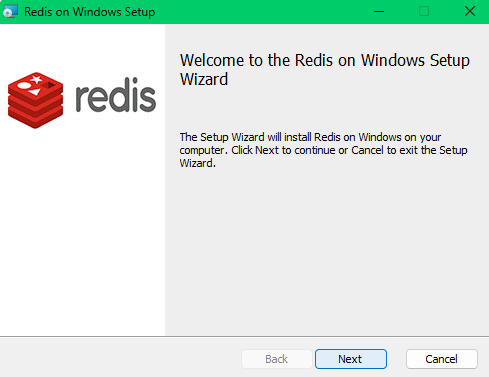 Redis on Windows Setup
redis
Welcome to the Redis on Windows Setup
Wizard
The Setup Wizard will install Redis on Windows on your
computer. Click Next to continue or Cancel to exit the Setup
Wizard.
Back
Next
Cancel